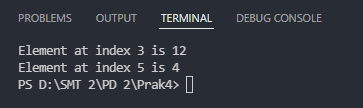 PROBLEMS OUTPUT TERMINAL DEBUG CONSOLE
Element at index 3 is 12
Element at index 5 is 4
PS D:\SMT 2\PD 2\Prak4>